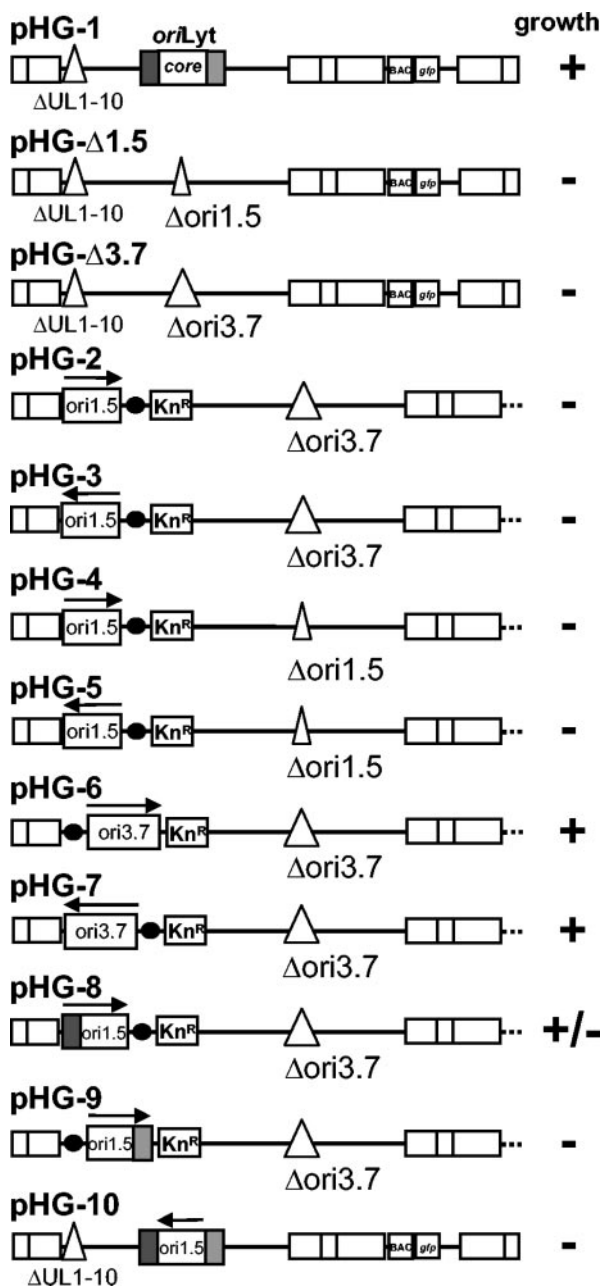 growth
pHG-1
oriLyt
core BAC gfp +
ΔUL1-10
pHG-Δ1.5
BAC gfp -
ΔUL1-10 Δori1.5
pHG-Δ3.7
BAC gfp -
ΔUL1-10 Δori3.7
pHG-2
ori1.5 Knᴿ -
Δori3.7
pHG-3
ori1.5 Knᴿ -
Δori3.7
pHG-4
ori1.5 Knᴿ -
Δori1.5
pHG-5
ori1.5 Knᴿ -
Δori1.5
pHG-6
ori3.7 Knᴿ +
Δori3.7
pHG-7
ori3.7 Knᴿ +
Δori3.7
pHG-8
ori1.5 Knᴿ +/-
Δori3.7
pHG-9
ori1.5 Knᴿ -
Δori3.7
pHG-10
ori1.5 BAC gfp -
ΔUL1-10